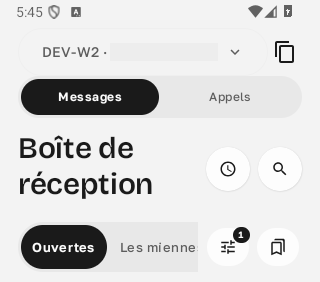 5:45 A
DEV-W2 ·
Messages Appels
Boîte de
réception
Ouvertes Les mienne 1